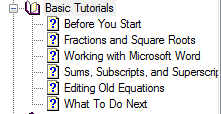 Basic Tutorials
Before You Start
Fractions and Square Roots
Working with Microsoft Word
Sums, Subscripts, and Superscrip
Editing Old Equations
What To Do Next